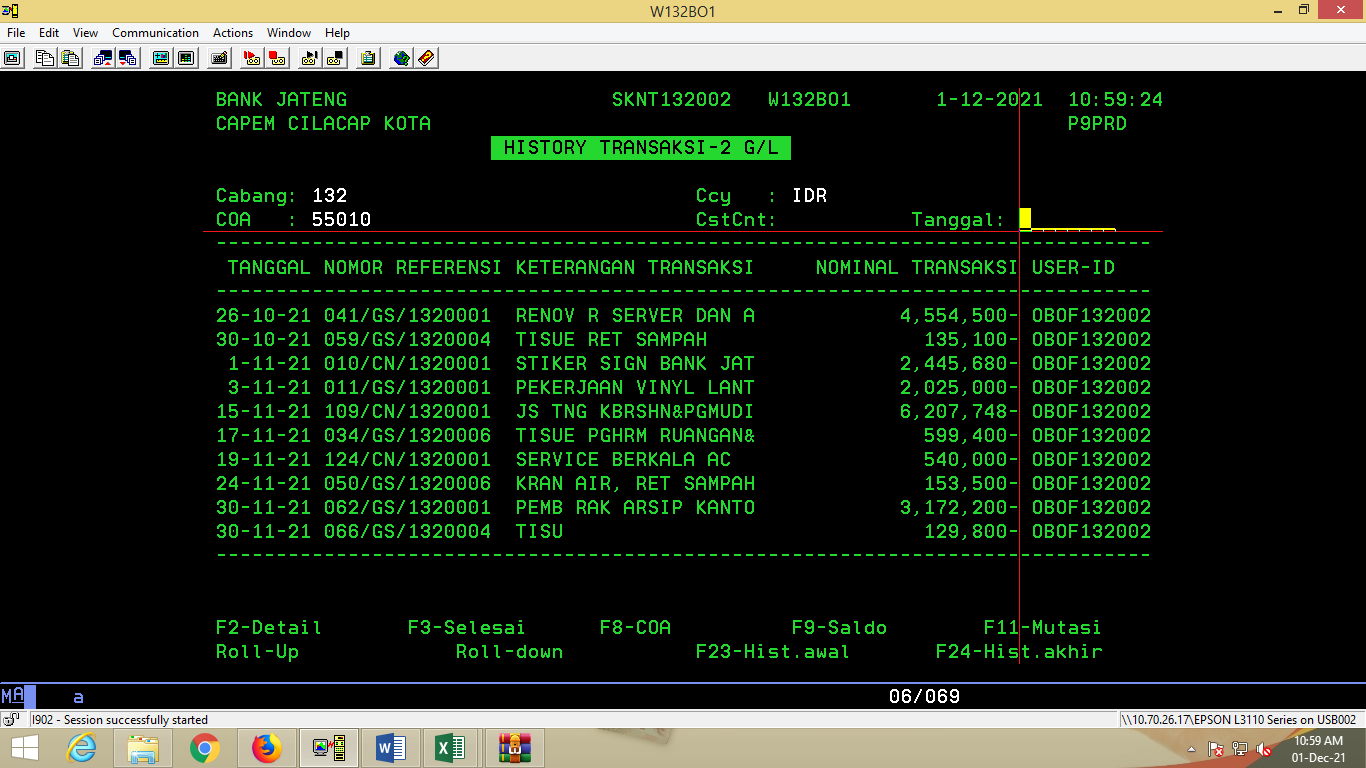 W132BO1
File Edit View Communication Actions Window Help
BANK JATENG SKNT132002 W132BO1 1-12-2021 10:59:24
CAPEM CILACAP KOTA P9PRD
HISTORY TRANSAKSI-2 G/L
Cabang: 132 Ccy : IDR
COA : 55010 CstCnt: Tanggal:
TANGGAL NOMOR REFERENSI KETERANGAN TRANSAKSI NOMINAL TRANSAKSI USER-ID
26-10-21 041/GS/1320001 RENOV R SERVER DAN A 4,554,500- OBOF132002
30-10-21 059/GS/1320004 TISUE RET SAMPAH 135,100- OBOF132002
1-11-21 010/CN/1320001 STIKER SIGN BANK JAT 2,445,680- OBOF132002
3-11-21 011/GS/1320001 PEKERJAAN VINYL LANT 2,025,000- OBOF132002
15-11-21 109/CN/1320001 JS TNG KBRSHN&PGMUDI 6,207,748- OBOF132002
17-11-21 034/GS/1320006 TISUE PGHRM RUANGAN& 599,400- OBOF132002
19-11-21 124/CN/1320001 SERVICE BERKALA AC 540,000- OBOF132002
24-11-21 050/GS/1320006 KRAN AIR, RET SAMPAH 153,500- OBOF132002
30-11-21 062/GS/1320001 PEMB RAK ARSIP KANTO 3,172,200- OBOF132002
30-11-21 066/GS/1320004 TISU 129,800- OBOF132002
F2-Detail F3-Selesai F8-COA F9-Saldo F11-Mutasi
Roll-Up Roll-down F23-Hist.awal F24-Hist.akhir
MA a 06/069
I902 - Session successfully started \\10.70.26.17\EPSON L3110 Series on USB002
10:59 AM
01-Dec-21